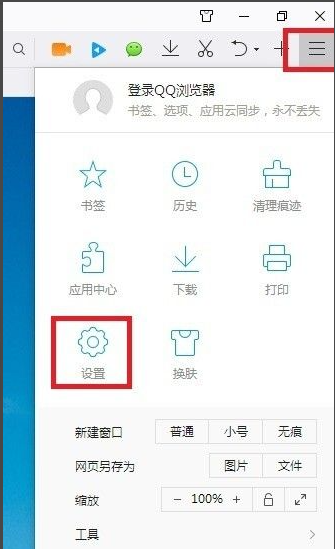 登录QQ浏览器
书签、选项、应用云同步，永不丢失
书签 历史 清理痕迹
应用中心 下载 打印
设置 换肤
新建窗口 普通 小号 无痕
网页另存为 图片 文件
缩放 − 100% +
工具